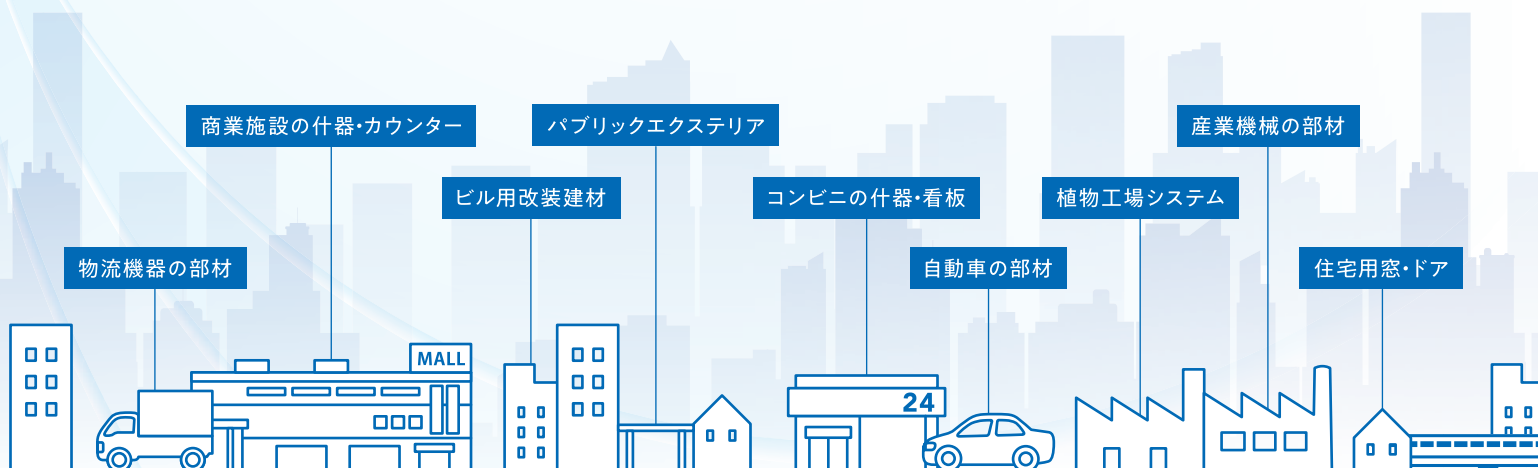 商業施設の什器・カウンター
パブリックエクステリア
産業機械の部材
ビル用改装建材
コンビニの什器・看板
植物工場システム
物流機器の部材
自動車の部材
住宅用窓・ドア
MALL
24